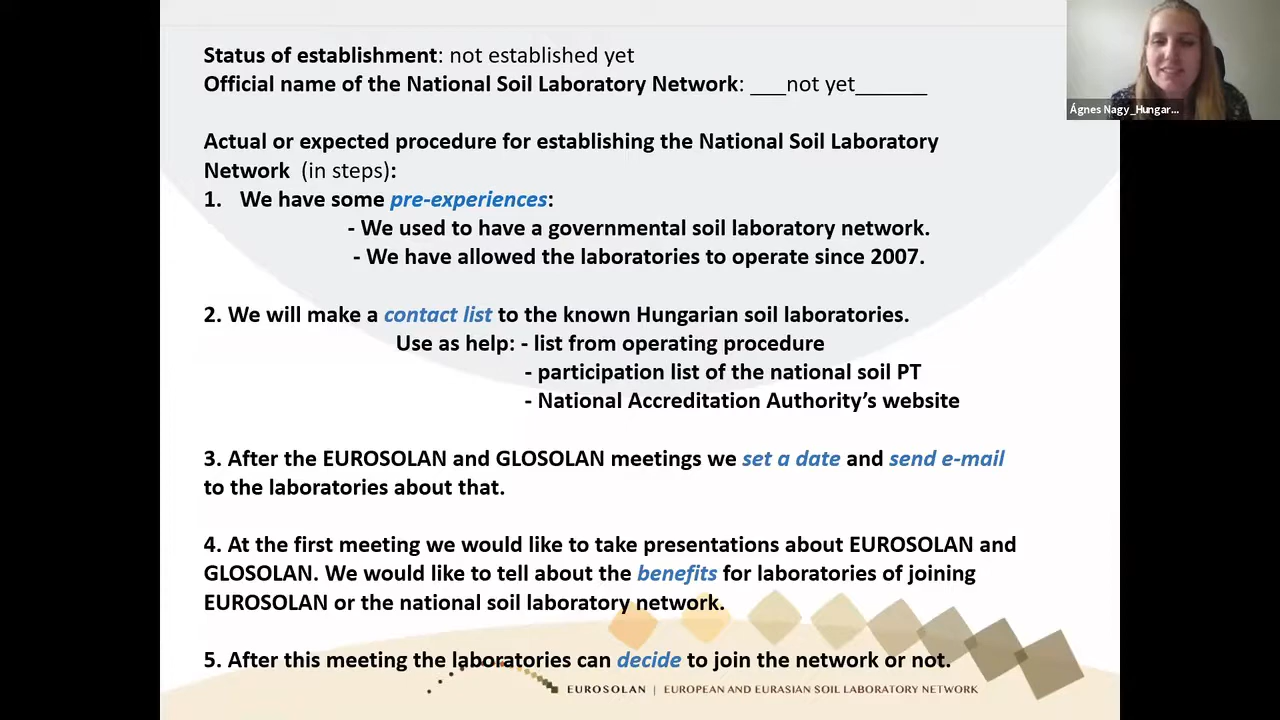 Status of establishment: not established yet
Official name of the National Soil Laboratory Network: ___not yet______
Ágnes Nagy_Hungar...
Actual or expected procedure for establishing the National Soil Laboratory
Network (in steps):
1. We have some pre-experiences:
- We used to have a governmental soil laboratory network.
- We have allowed the laboratories to operate since 2007.
2. We will make a contact list to the known Hungarian soil laboratories.
Use as help: - list from operating procedure
- participation list of the national soil PT
- National Accreditation Authority’s website
3. After the EUROSOLAN and GLOSOLAN meetings we set a date and send e-mail
to the laboratories about that.
4. At the first meeting we would like to take presentations about EUROSOLAN and
GLOSOLAN. We would like to tell about the benefits for laboratories of joining
EUROSOLAN or the national soil laboratory network.
5. After this meeting the laboratories can decide to join the network or not.
EUROSOLAN | EUROPEAN AND EURASIAN SOIL LABORATORY NETWORK